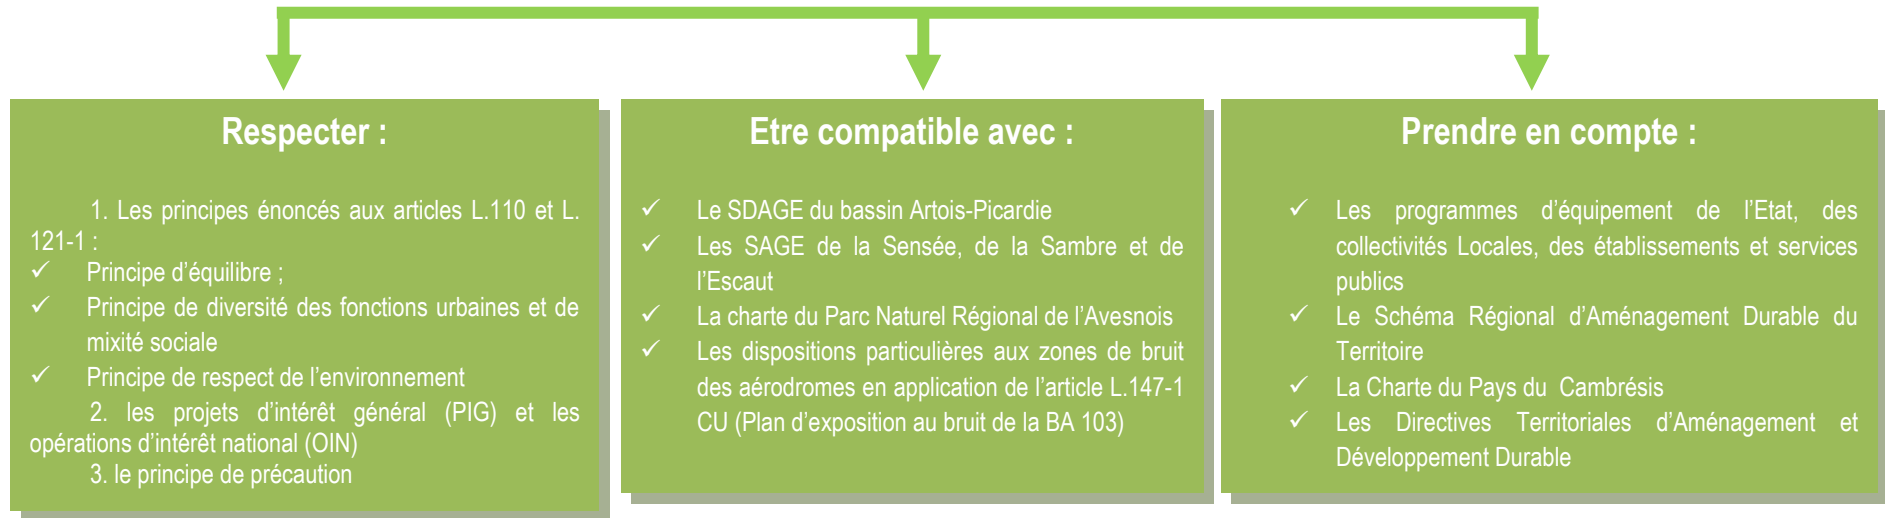 Respecter :
1. Les principes énoncés aux articles L.110 et L.
121-1 :
✓ Principe d’équilibre ;
✓ Principe de diversité des fonctions urbaines et de
mixité sociale
✓ Principe de respect de l’environnement
2. les projets d’intérêt général (PIG) et les
opérations d’intérêt national (OIN)
3. le principe de précaution
Etre compatible avec :
✓ Le SDAGE du bassin Artois-Picardie
✓ Les SAGE de la Sensée, de la Sambre et de
l’Escaut
✓ La charte du Parc Naturel Régional de l’Avesnois
✓ Les dispositions particulières aux zones de bruit
des aérodromes en application de l’article L.147-1
CU (Plan d’exposition au bruit de la BA 103)
Prendre en compte :
✓ Les programmes d’équipement de l’Etat, des
collectivités Locales, des établissements et services
publics
✓ Le Schéma Régional d’Aménagement Durable du
Territoire
✓ La Charte du Pays du Cambrésis
✓ Les Directives Territoriales d’Aménagement et
Développement Durable